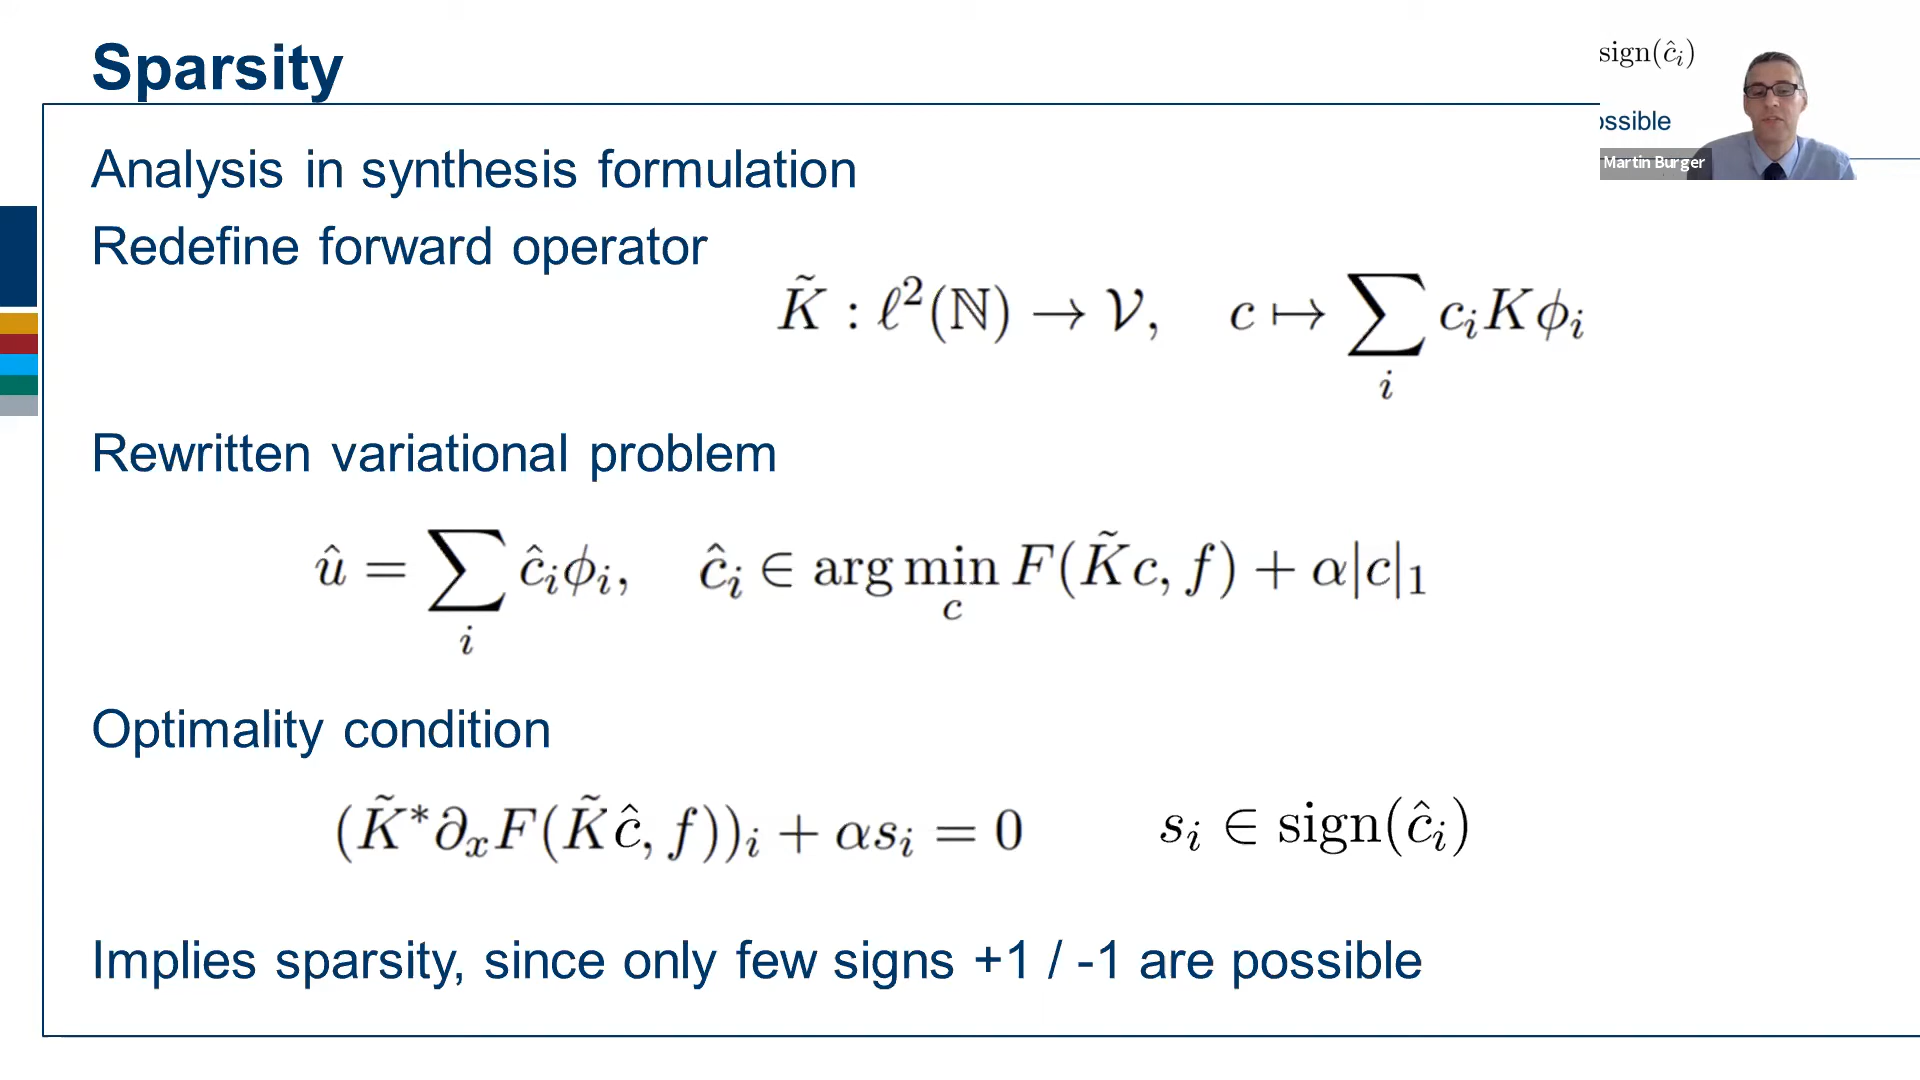 Sparsity
sign(ĉᵢ)
ossible
Martin Burger
Analysis in synthesis formulation
Redefine forward operator
K̃ : ℓ²(ℕ) → 𝒱, c ↦ ∑ᵢ cᵢKϕᵢ
Rewritten variational problem
û = ∑ᵢ ĉᵢϕᵢ, ĉᵢ ∈ arg min_c F(K̃c, f) + α|c|₁
Optimality condition
(K̃*∂ₓF(K̃ĉ, f))ᵢ + αsᵢ = 0 sᵢ ∈ sign(ĉᵢ)
Implies sparsity, since only few signs +1 / -1 are possible